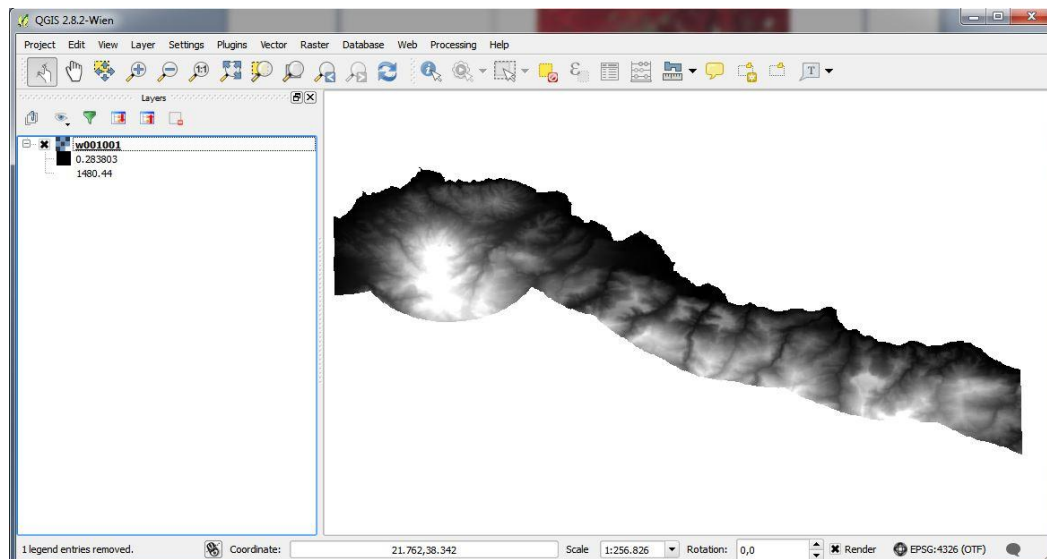 QGIS 2.8.2-Wien
Project Edit View Layer Settings Plugins Vector Raster Database Web Processing Help
Layers
w001001
0.283803
1480.44
1 legend entries removed. Coordinate: 21.762,38.342 Scale 1:256.826 Rotation: 0,0 Render EPSG:4326 (OTF)